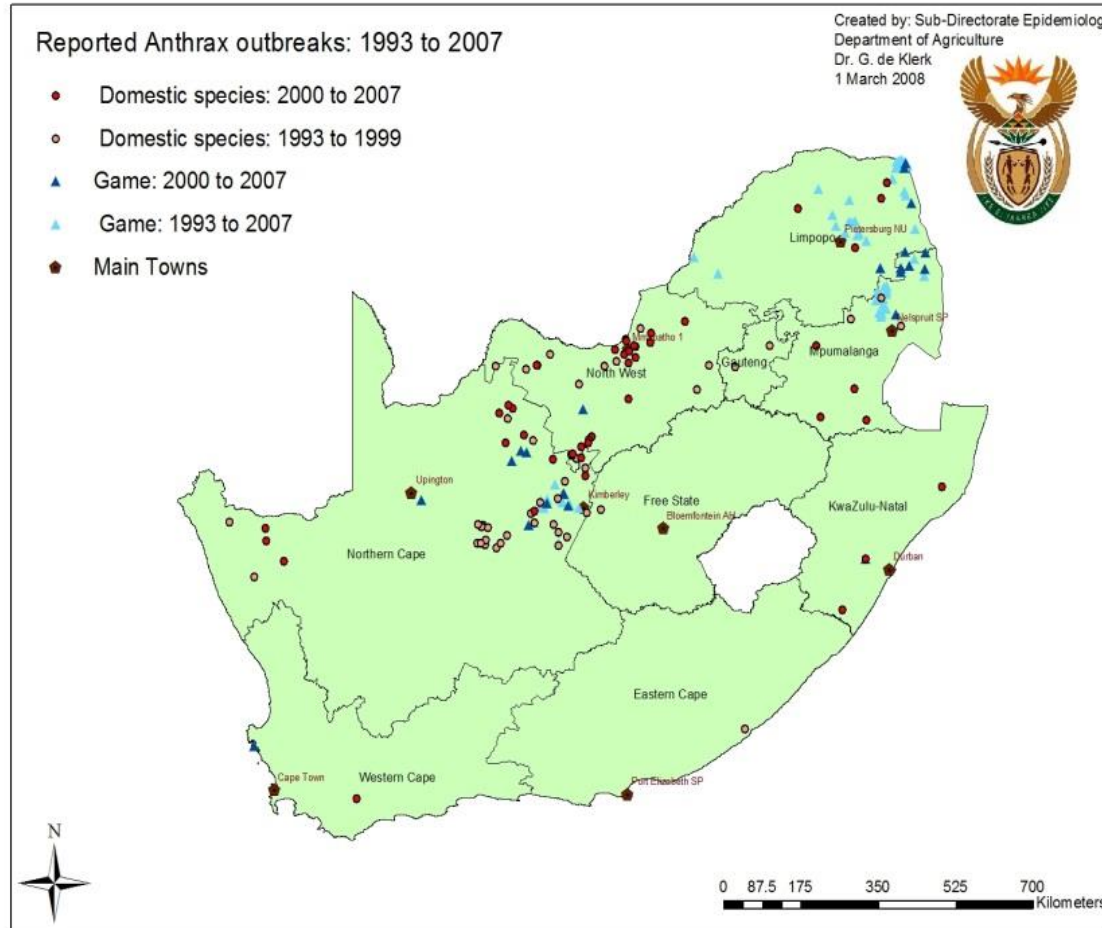 Reported Anthrax outbreaks: 1993 to 2007
Domestic species: 2000 to 2007
Domestic species: 1993 to 1999
Game: 2000 to 2007
Game: 1993 to 2007
Main Towns
Created by: Sub-Directorate Epidemiolog
Department of Agriculture
Dr. G. de Klerk
1 March 2008
Limpopo
Pietersburg NU
Nelspruit SP
Mmabatho 1
Mpumalanga
Gauteng
North West
Upington
Kimberley
Free State
KwaZulu-Natal
Bloemfontein AH
Northern Cape
Durban
Eastern Cape
Cape Town
Western Cape
Port Elizabeth SP
N
0 87.5 175 350 525 700
Kilometers